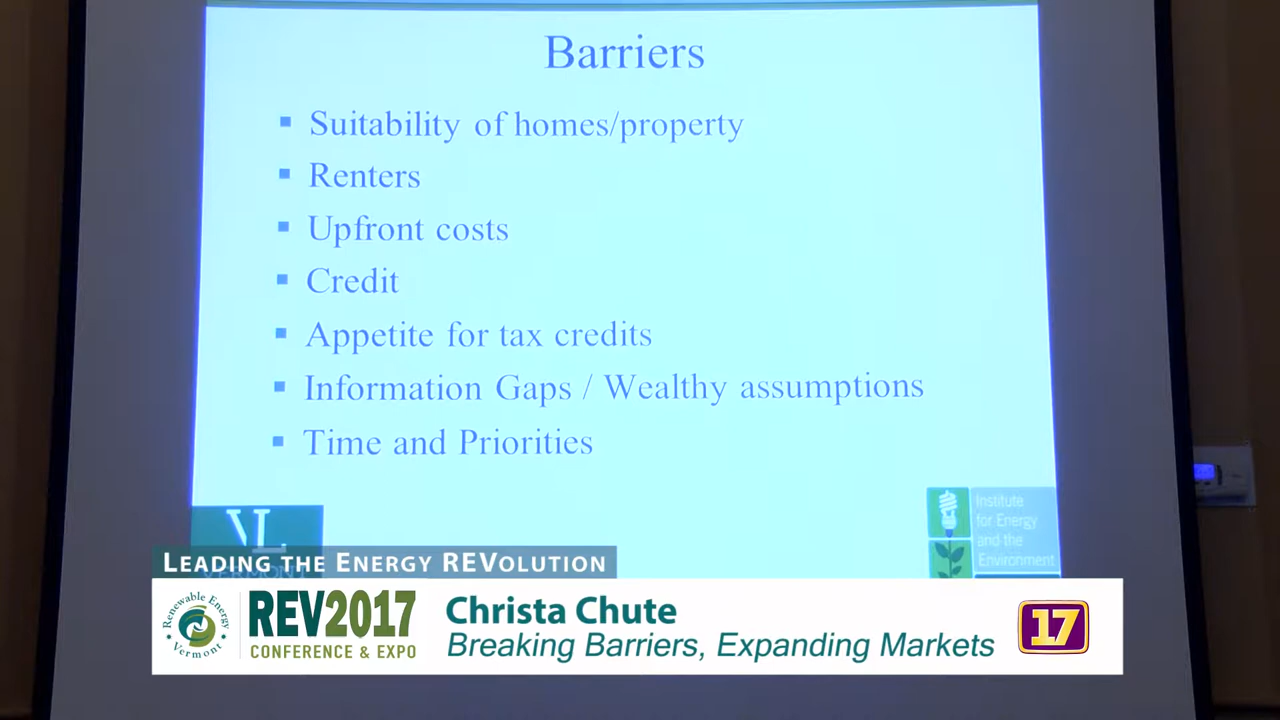 Barriers
Suitability of homes/property
Renters
Upfront costs
Credit
Appetite for tax credits
Information Gaps / Wealthy assumptions
Time and Priorities
VL
VERMONT
Institute
for Energy
and the
Environment
LEADING THE ENERGY REVOLUTION
Renewable Energy
Vermont
REV2017
CONFERENCE & EXPO
Christa Chute
Breaking Barriers, Expanding Markets
17